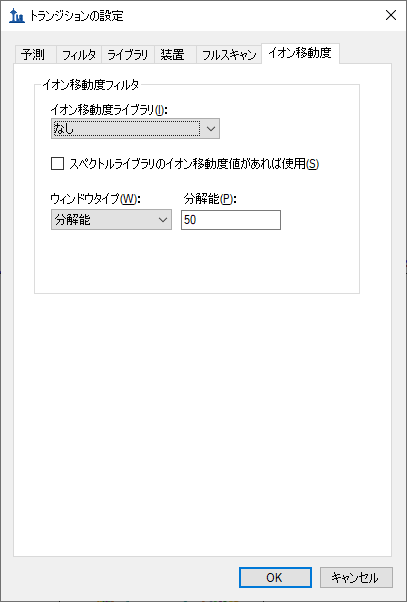 トランジションの設定
予測 フィルタ ライブラリ 装置 フルスキャン イオン移動度
イオン移動度フィルタ
イオン移動度ライブラリ(I):
なし
スペクトルライブラリのイオン移動度値があれば使用(S)
ウィンドウタイプ(W): 分解能(P):
分解能 50
OK キャンセル